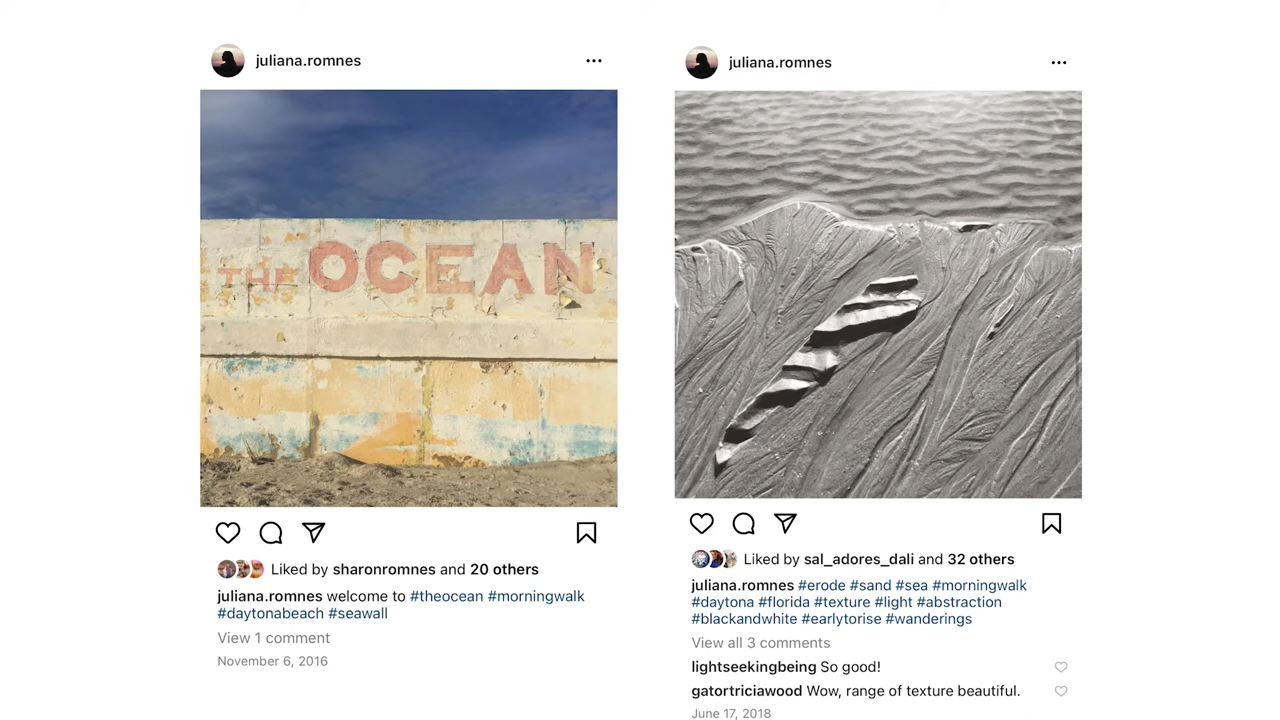 juliana.romnes
THE OCEAN
Liked by sharonromnes and 20 others
juliana.romnes welcome to #theocean #morningwalk
#daytonabeach #seawall
View 1 comment
November 6, 2016
juliana.romnes
Liked by sal_adores_dali and 32 others
juliana.romnes #erode #sand #sea #morningwalk
#daytona #florida #texture #light #abstraction
#blackandwhite #earlytorise #wanderings
View all 3 comments
lightseekingbeing So good!
gatortriciawood Wow, range of texture beautiful.
June 17, 2018